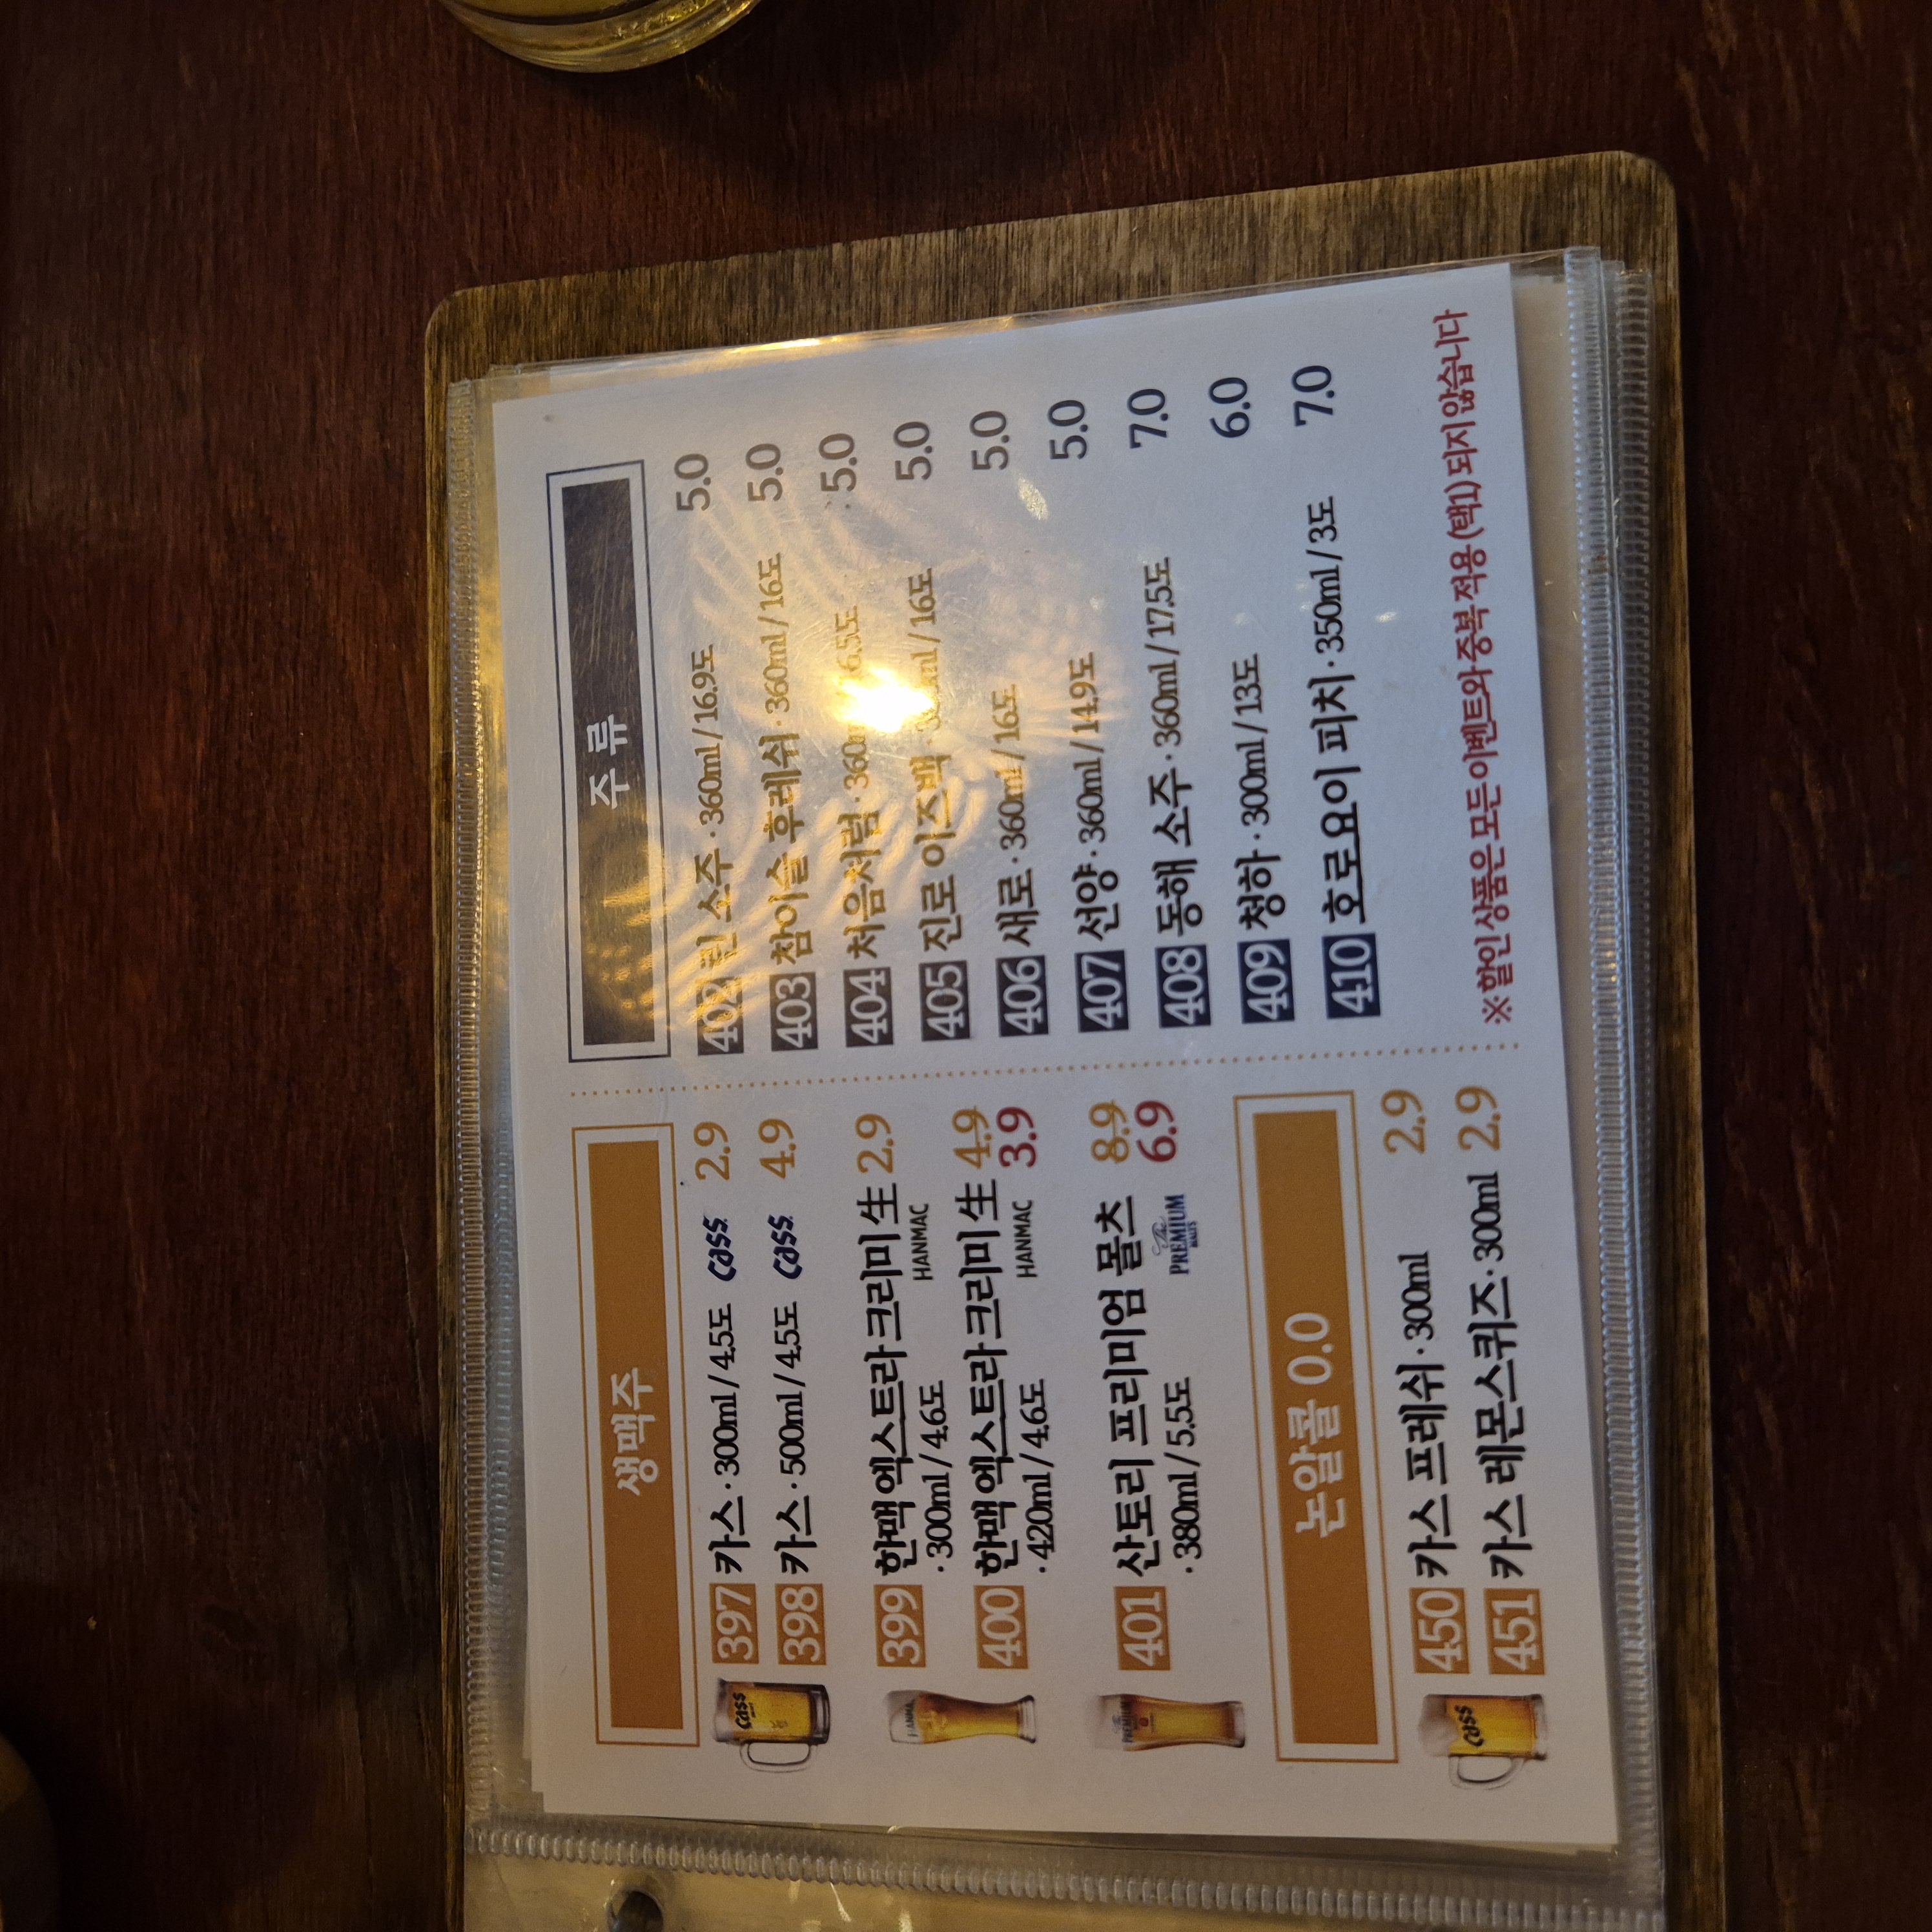 생맥주
397 카스 · 300ml / 4.5도 Cass 2.9
398 카스 · 500ml / 4.5도 Cass 4.9
399 한맥 엑스트라 크리미 生 2.9
· 300ml / 4.6도 HANMAC
400 한맥 엑스트라 크리미 生 4.9
· 420ml / 4.6도 HANMAC 3.9
401 산토리 프리미엄 몰츠 8.9
· 380ml / 5.5도 The PREMIUM MALTS 6.9
논알콜 0.0
450 카스 프레쉬 · 300ml 2.9
451 카스 레몬스퀴즈 · 300ml 2.9
주류
402 린 소주 · 360ml / 16.9도 5.0
403 참이슬 후레쉬 · 360ml / 16도 5.0
404 처음처럼 · 5.0
405 진로 이즈백 · / 16도 5.0
406 새로 · 360ml / 16도 5.0
407 선양 · 360ml / 14.9도 5.0
408 동해 소주 · 360ml / 17.5도 7.0
409 청하 · 300ml / 13도 6.0
410 호로요이 피치 · 350ml / 3도 7.0
※할인 상품은 모든 이벤트와 중복 적용 (택1) 되지 않습니다